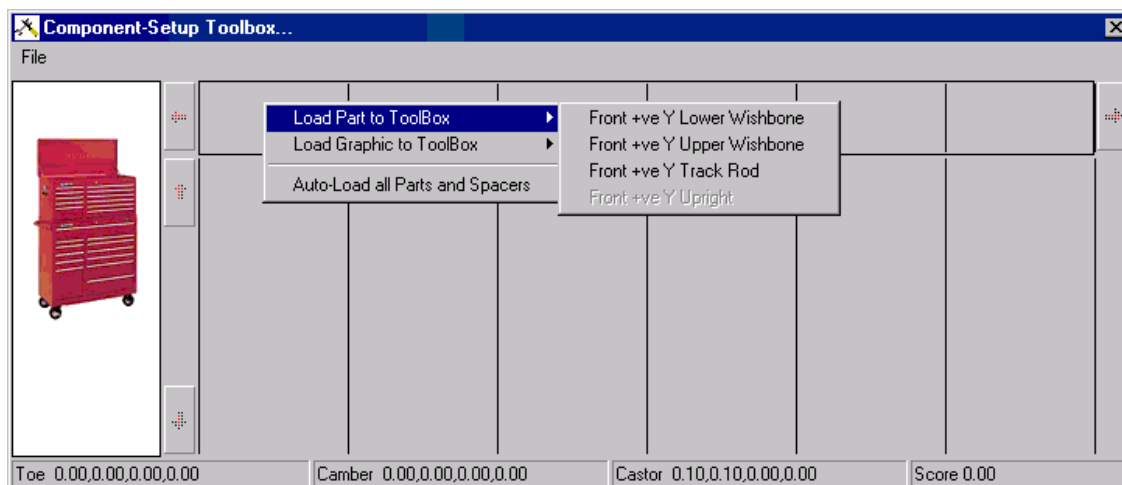 Component-Setup Toolbox...
File
Load Part to ToolBox
Load Graphic to ToolBox
Auto-Load all Parts and Spacers
Front +ve Y Lower Wishbone
Front +ve Y Upper Wishbone
Front +ve Y Track Rod
Front +ve Y Upright
Toe 0.00,0.00,0.00,0.00
Camber 0.00,0.00,0.00,0.00
Castor 0.10,0.10,0.00,0.00
Score 0.00